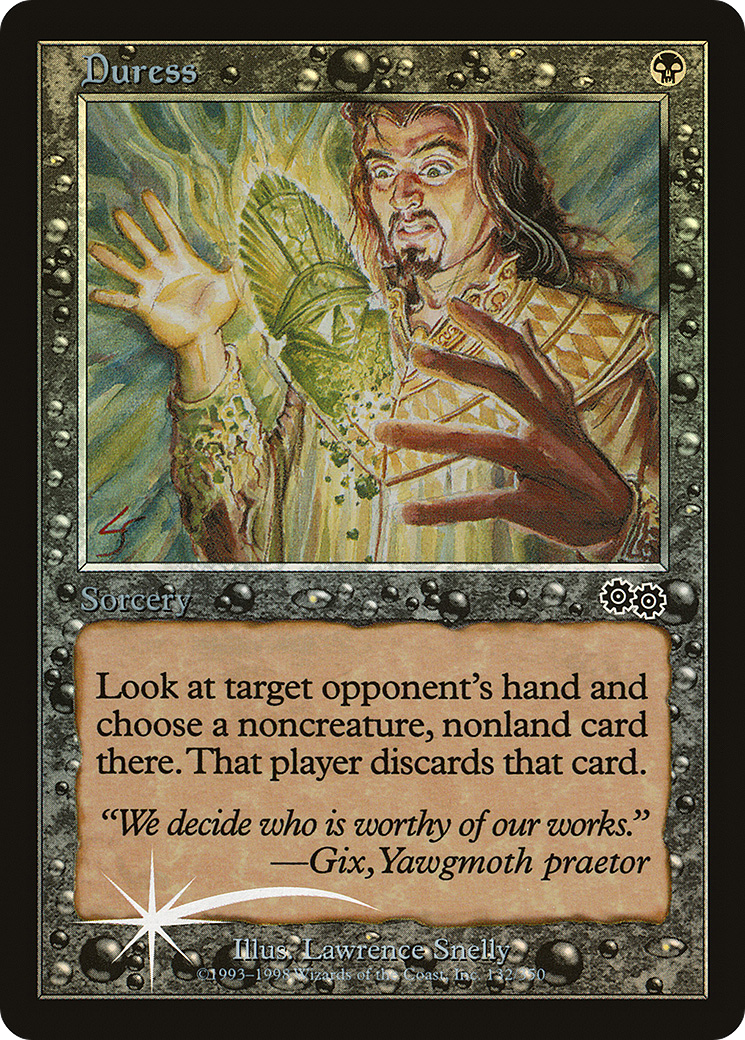 Duress
Sorcery
Look at target opponent's hand and
choose a noncreature, nonland card
there. That player discards that card.
"We decide who is worthy of our works."
—Gix, Yawgmoth praetor
Illus. Lawrence Snelly
©1993–1998 Wizards of the Coast, Inc. 132/350